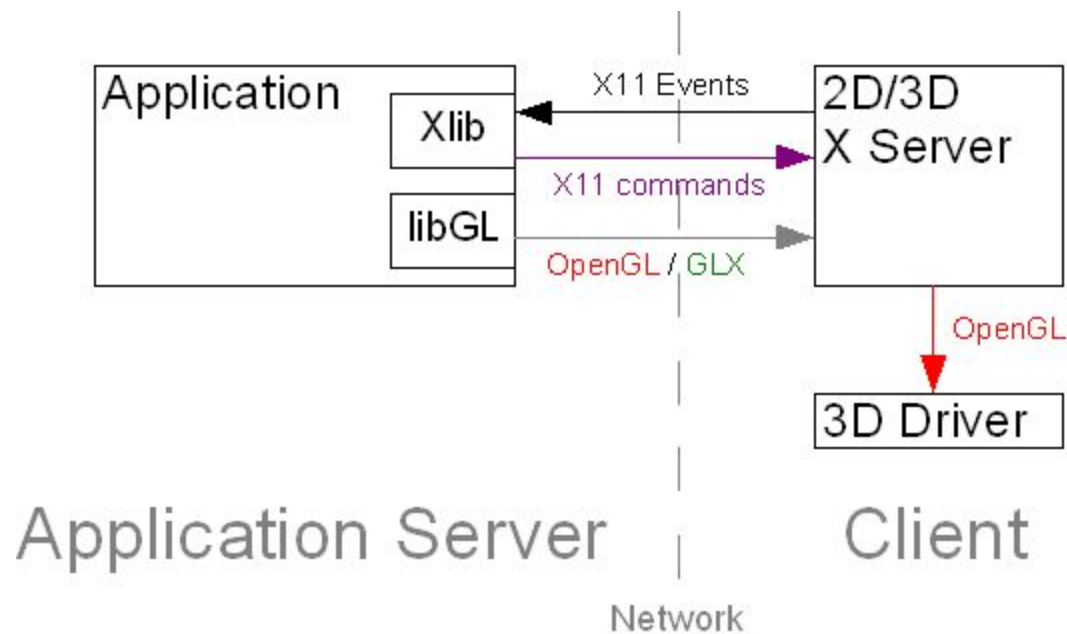 Application
Xlib
libGL
X11 Events
X11 commands
OpenGL / GLX
2D/3D
X Server
OpenGL
3D Driver
Application Server
Client
Network